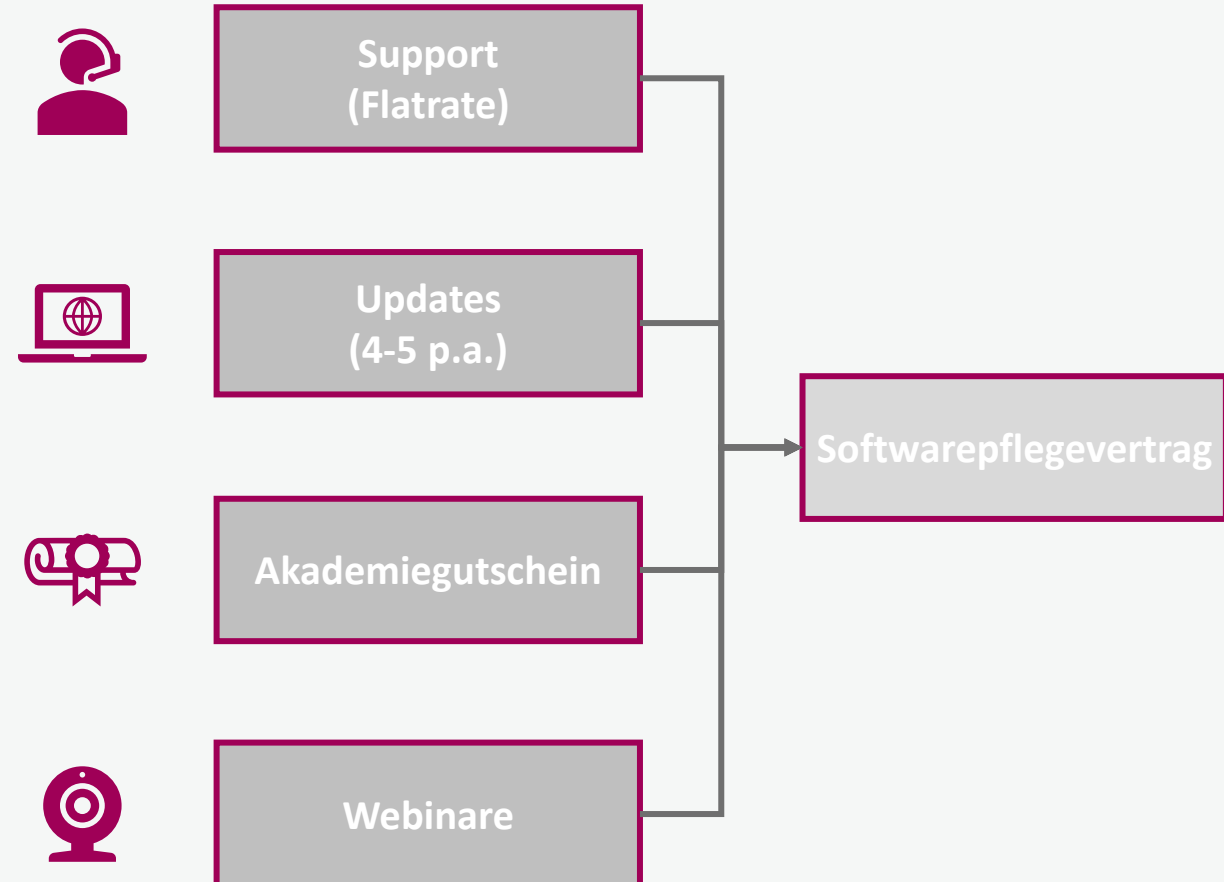 Support
(Flatrate)
Updates
(4-5 p.a.)
Softwarepflegevertrag
Akademiegutschein
Webinare